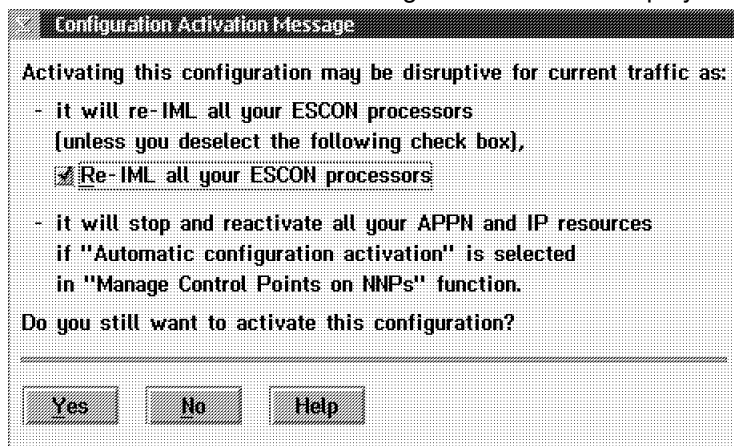 Configuration Activation Message
Activating this configuration may be disruptive for current traffic as:
- it will re-IML all your ESCON processors
(unless you deselect the following check box),
Re-IML all your ESCON processors
- it will stop and reactivate all your APPN and IP resources
if "Automatic configuration activation" is selected
in "Manage Control Points on NNPs" function.
Do you still want to activate this configuration?
Yes No Help